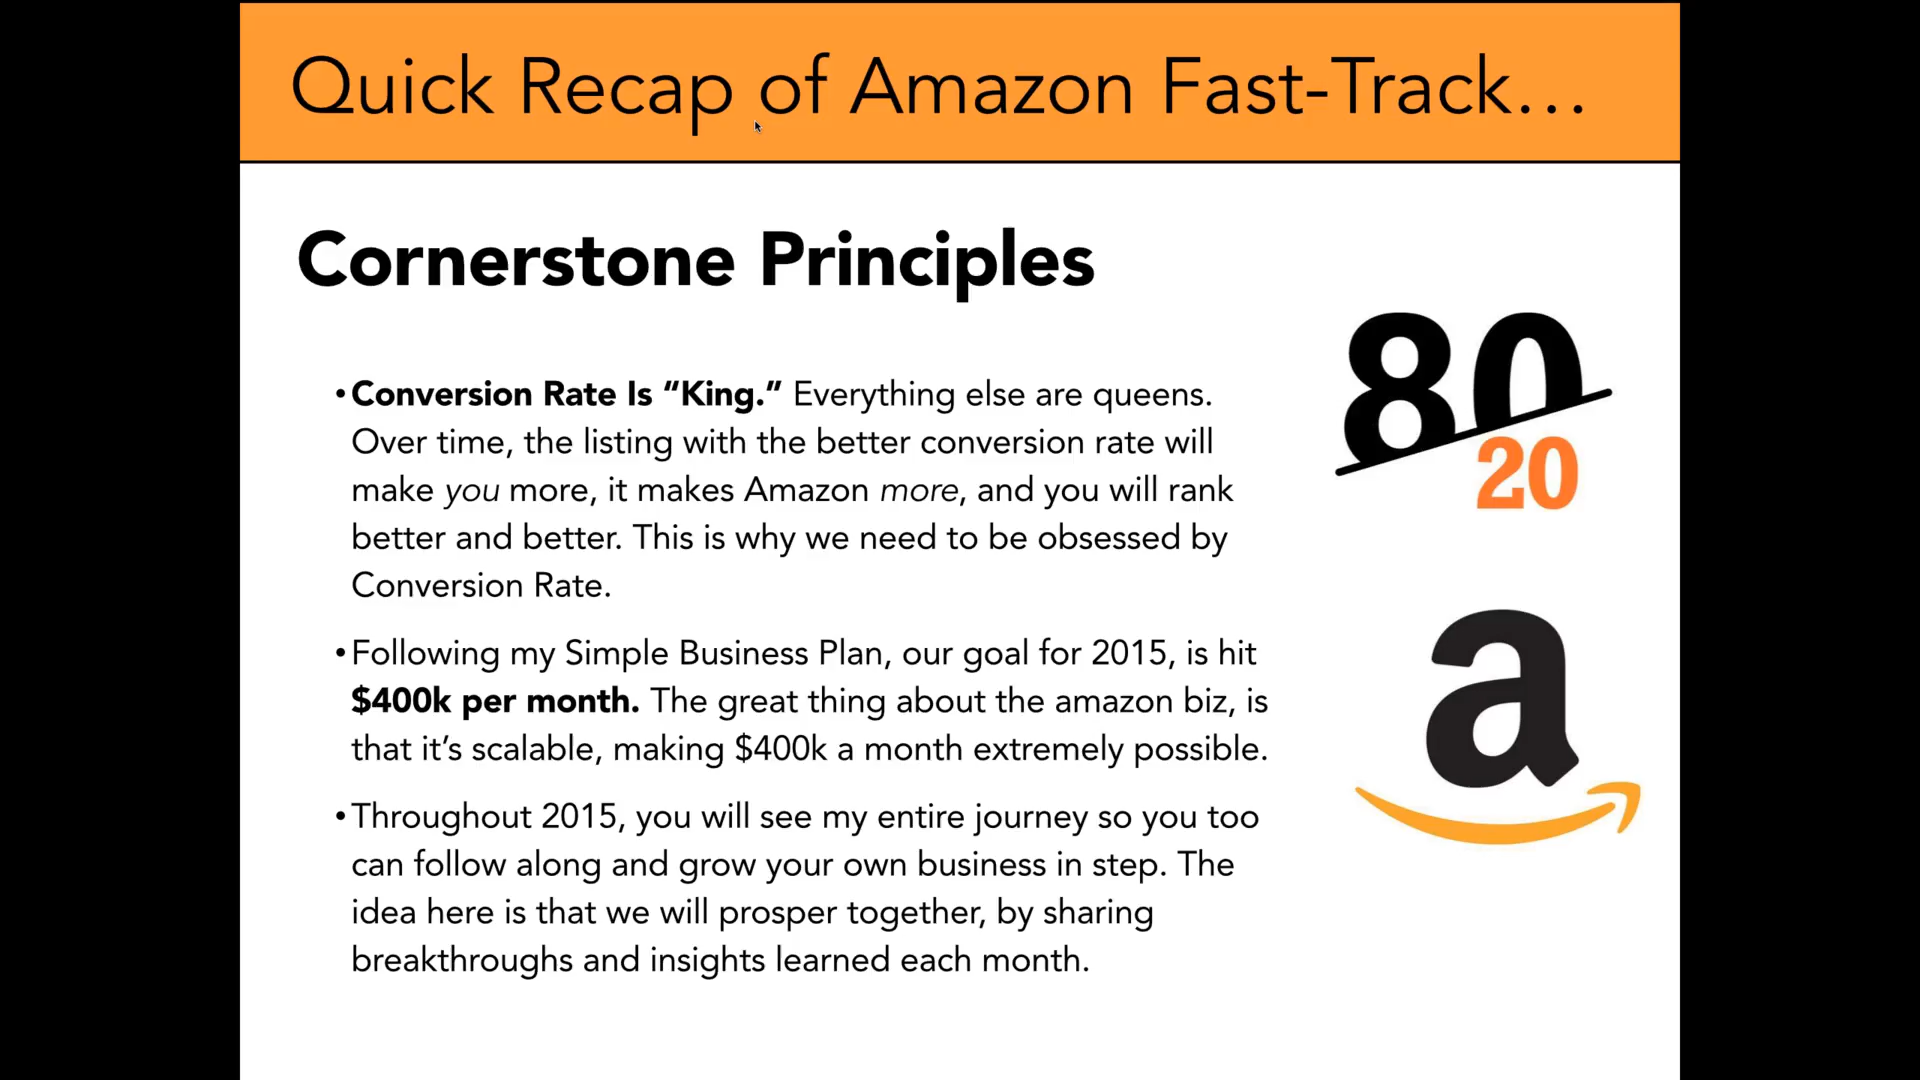 Quick Recap of Amazon Fast-Track...
Cornerstone Principles
•Conversion Rate Is “King.” Everything else are queens.
Over time, the listing with the better conversion rate will
make you more, it makes Amazon more, and you will rank
better and better. This is why we need to be obsessed by
Conversion Rate.
•Following my Simple Business Plan, our goal for 2015, is hit
$400k per month. The great thing about the amazon biz, is
that it’s scalable, making $400k a month extremely possible.
•Throughout 2015, you will see my entire journey so you too
can follow along and grow your own business in step. The
idea here is that we will prosper together, by sharing
breakthroughs and insights learned each month.
80
20
a